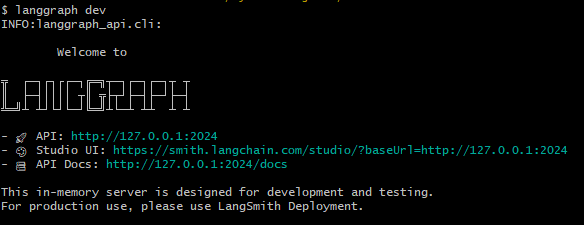 $ langgraph dev
INFO:langgraph_api.cli:
Welcome to
LANGGRAPH
- 🚀 API: http://127.0.0.1:2024
- 🎨 Studio UI: https://smith.langchain.com/studio/?baseUrl=http://127.0.0.1:2024
- 📚 API Docs: http://127.0.0.1:2024/docs
This in-memory server is designed for development and testing.
For production use, please use LangSmith Deployment.